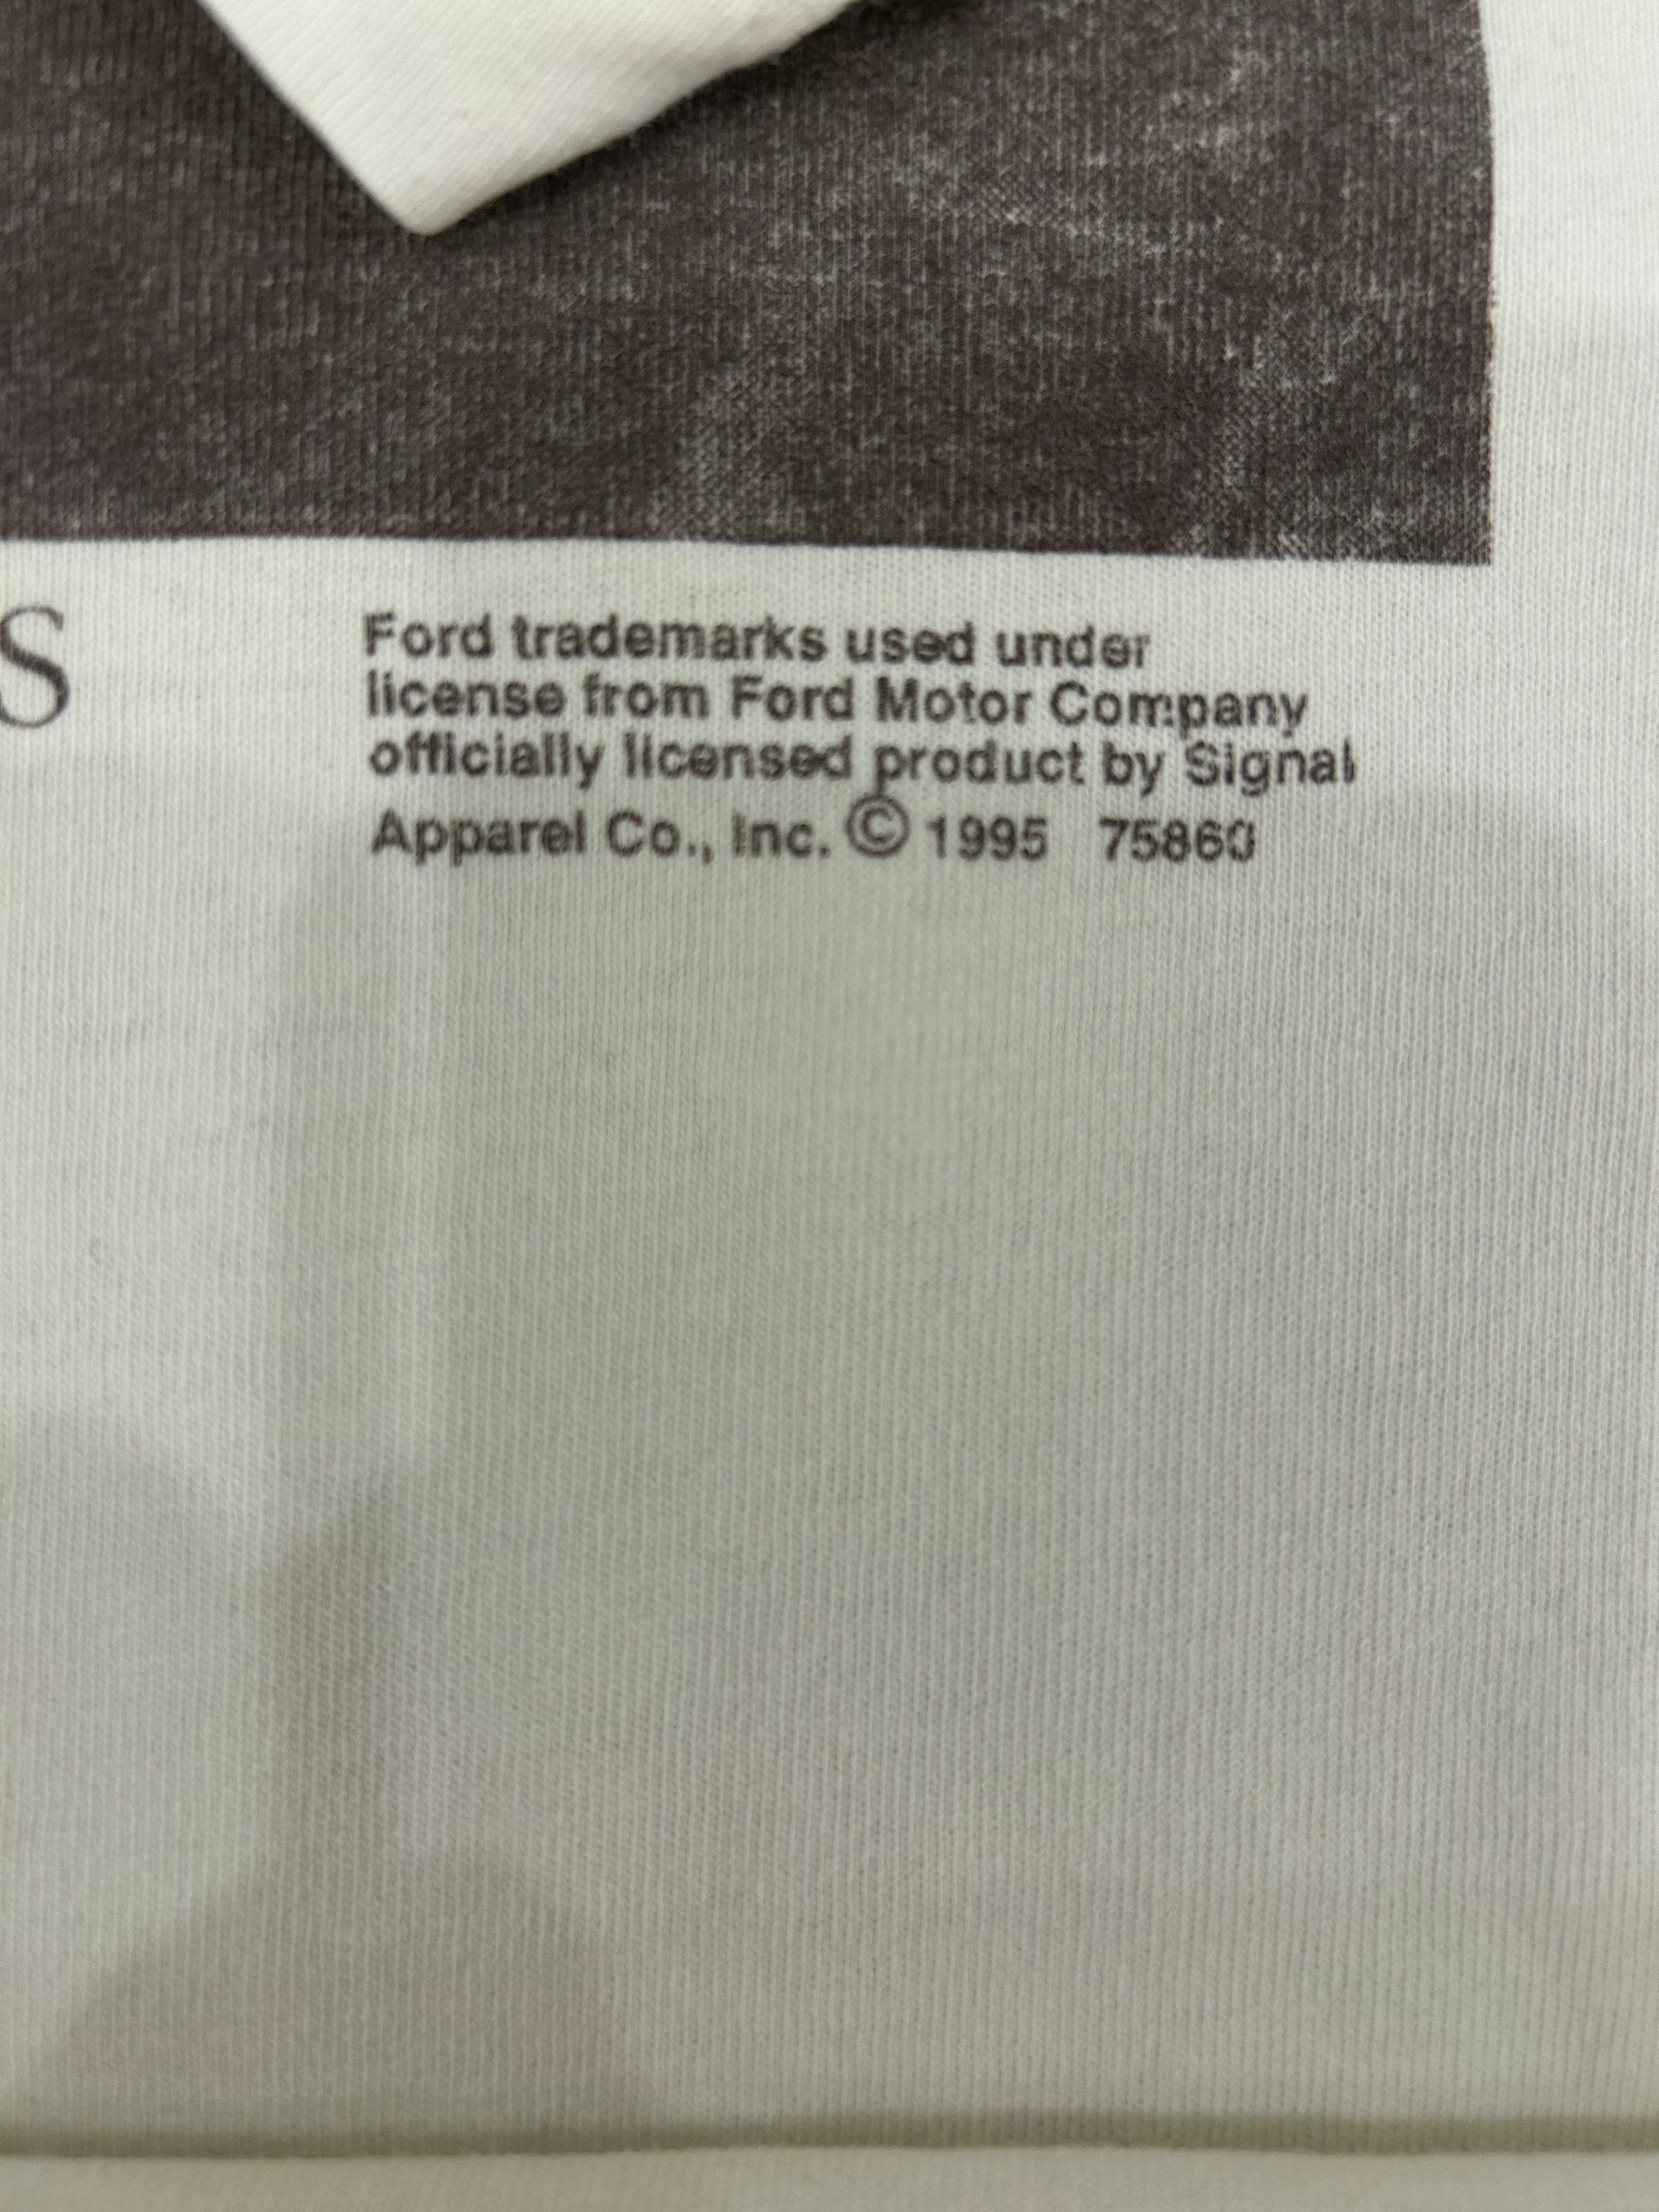 S
Ford trademarks used under
license from Ford Motor Company
officially licensed product by Signal
Apparel Co., Inc. © 1995 75860